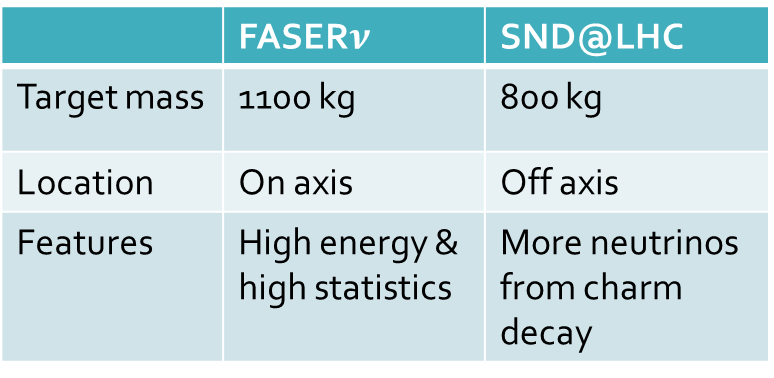 FASERν SND@LHC
Target mass 1100 kg 800 kg
Location On axis Off axis
Features High energy & More neutrinos
high statistics from charm
decay